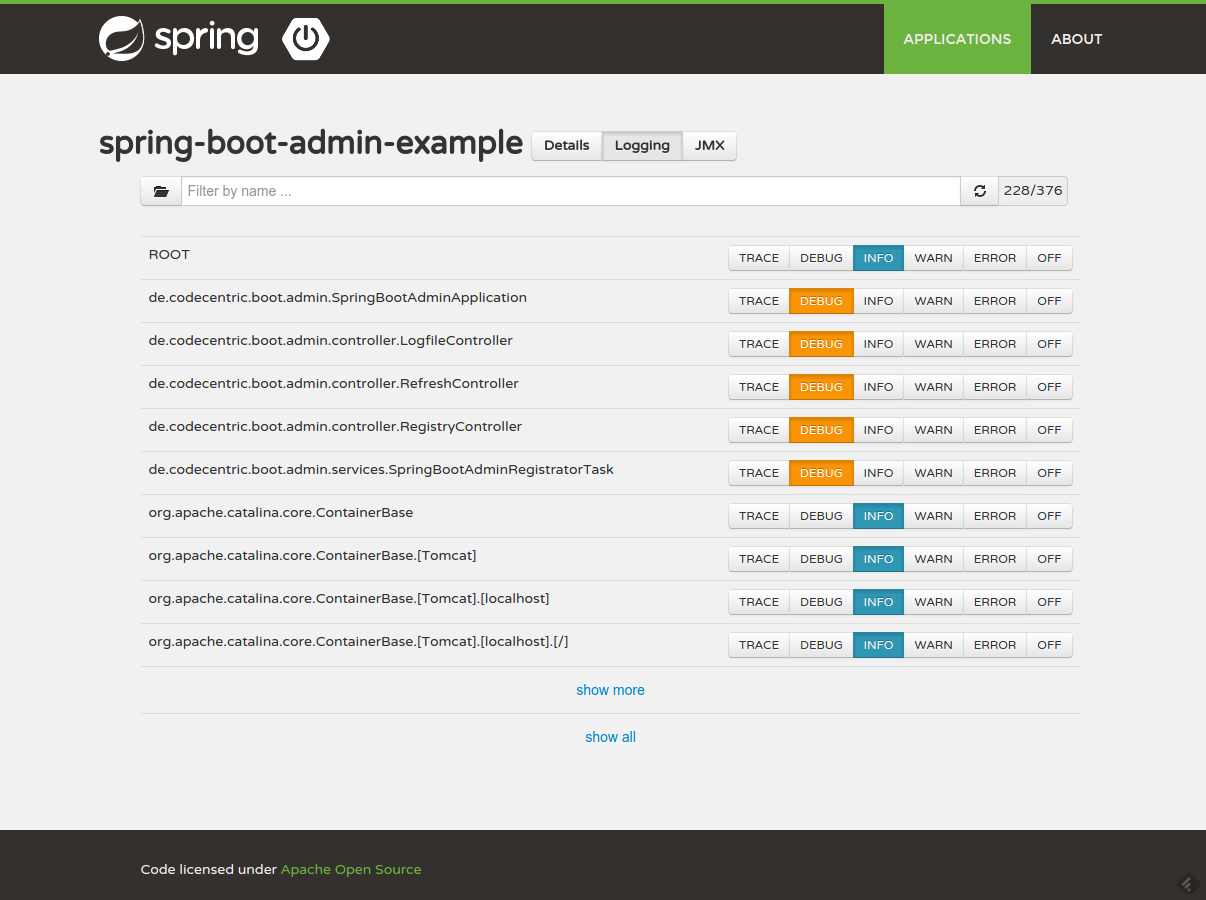 spring APPLICATIONS ABOUT
spring-boot-admin-example Details Logging JMX
Filter by name ... 228/376
ROOT TRACE DEBUG INFO WARN ERROR OFF
de.codecentric.boot.admin.SpringBootAdminApplication TRACE DEBUG INFO WARN ERROR OFF
de.codecentric.boot.admin.controller.LogfileController TRACE DEBUG INFO WARN ERROR OFF
de.codecentric.boot.admin.controller.RefreshController TRACE DEBUG INFO WARN ERROR OFF
de.codecentric.boot.admin.controller.RegistryController TRACE DEBUG INFO WARN ERROR OFF
de.codecentric.boot.admin.services.SpringBootAdminRegistratorTask TRACE DEBUG INFO WARN ERROR OFF
org.apache.catalina.core.ContainerBase TRACE DEBUG INFO WARN ERROR OFF
org.apache.catalina.core.ContainerBase.[Tomcat] TRACE DEBUG INFO WARN ERROR OFF
org.apache.catalina.core.ContainerBase.[Tomcat].[localhost] TRACE DEBUG INFO WARN ERROR OFF
org.apache.catalina.core.ContainerBase.[Tomcat].[localhost].[/] TRACE DEBUG INFO WARN ERROR OFF
show more
show all
Code licensed under Apache Open Source